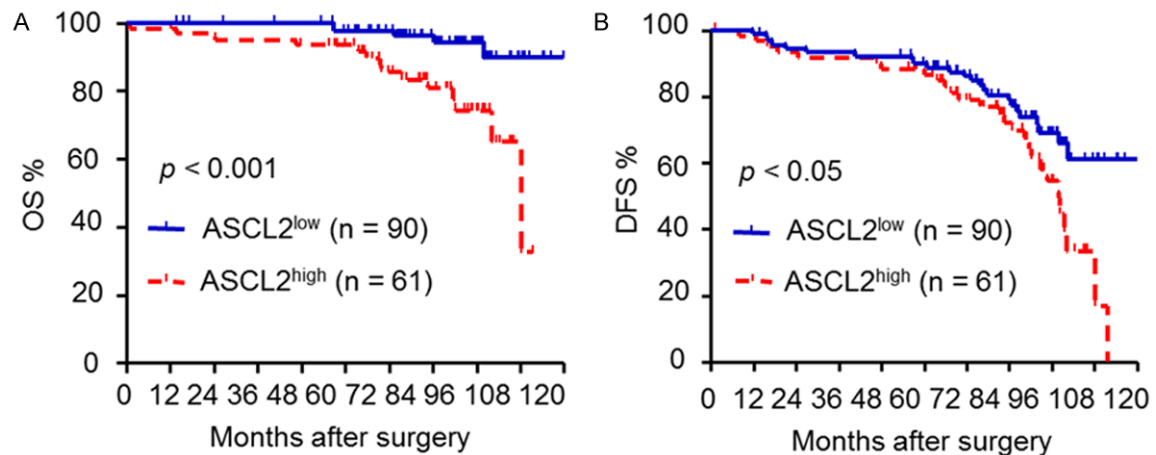 A
100
80
60
40
20
0
OS %
p < 0.001
ASCL2low (n = 90)
ASCL2high (n = 61)
0 12 24 36 48 60 72 84 96 108 120
Months after surgery
B
100
80
60
40
20
0
DFS %
p < 0.05
ASCL2low (n = 90)
ASCL2high (n = 61)
0 12 24 36 48 60 72 84 96 108 120
Months after surgery